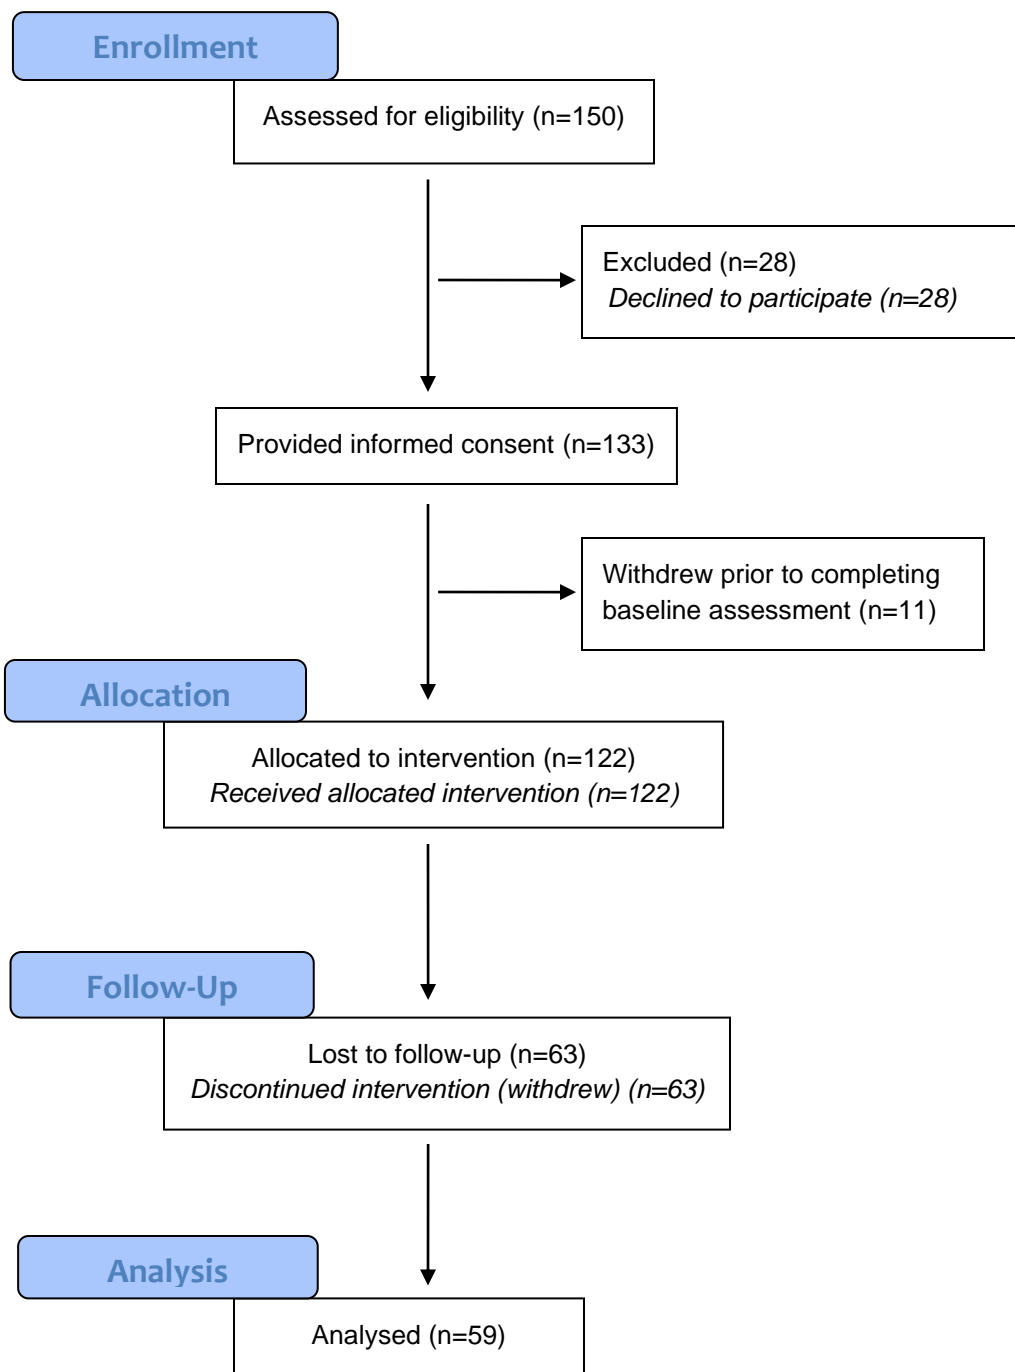 Enrollment
Assessed for eligibility (n=150)
Excluded (n=28)
Declined to participate (n=28)
Provided informed consent (n=133)
Withdrew prior to completing
baseline assessment (n=11)
Allocation
Allocated to intervention (n=122)
Received allocated intervention (n=122)
Follow-Up
Lost to follow-up (n=63)
Discontinued intervention (withdrew) (n=63)
Analysis
Analysed (n=59)